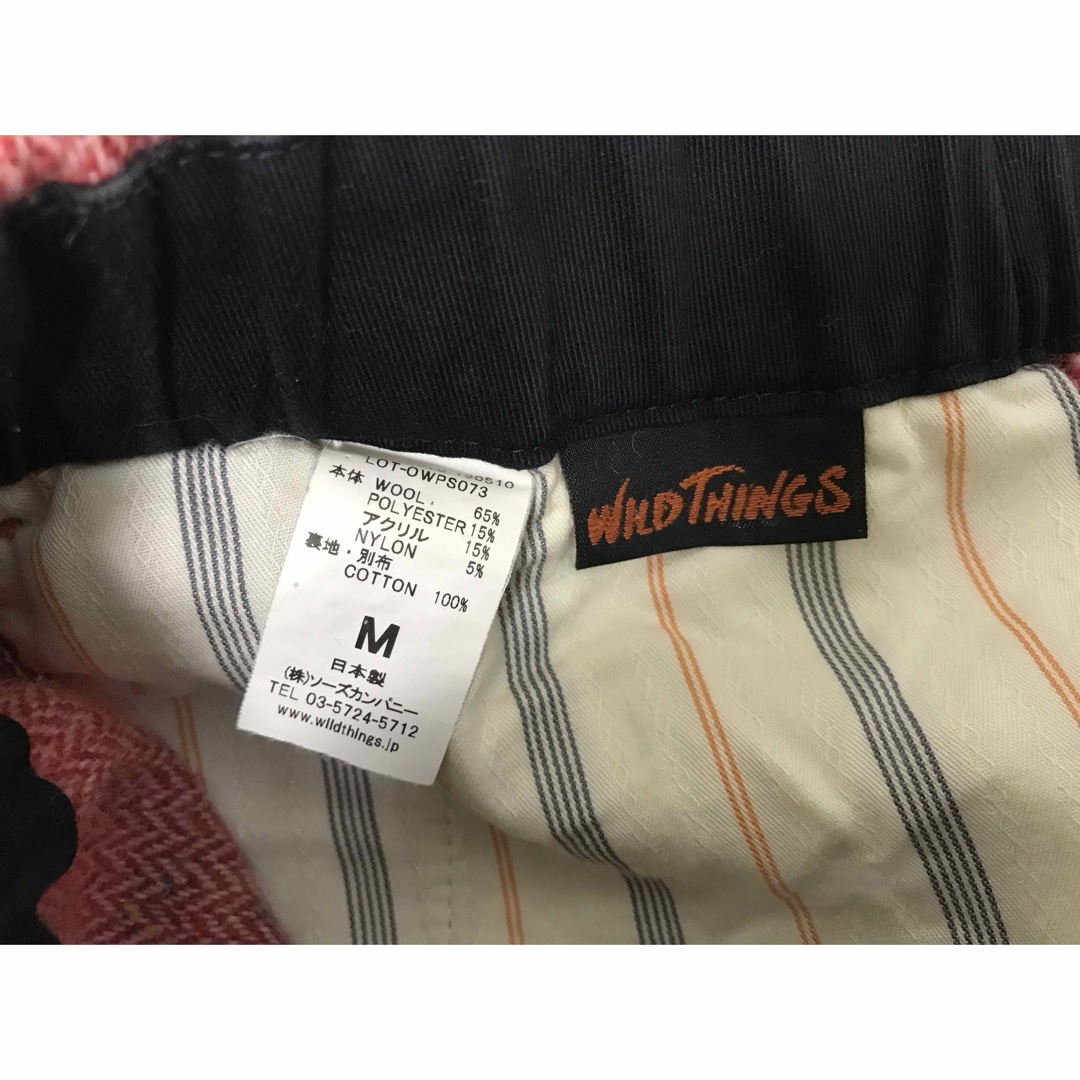 LOT-OWPS073
本体 WOOL 65%
POLYESTER 15%
アクリル 15%
NYLON 5%
裏地・別布
COTTON 100%
M
日本製
(株)ソーズカンパニー
TEL 03-5724-5712
www.wildthings.jp
WILDTHINGS